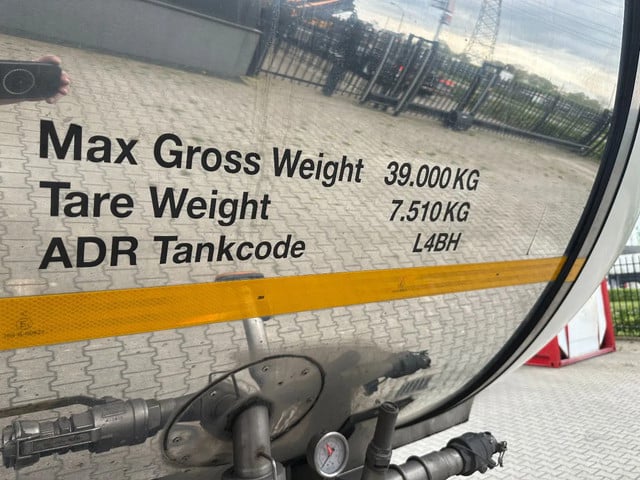 Max Gross Weight 39.000 KG
Tare Weight 7.510 KG
ADR Tankcode L4BH